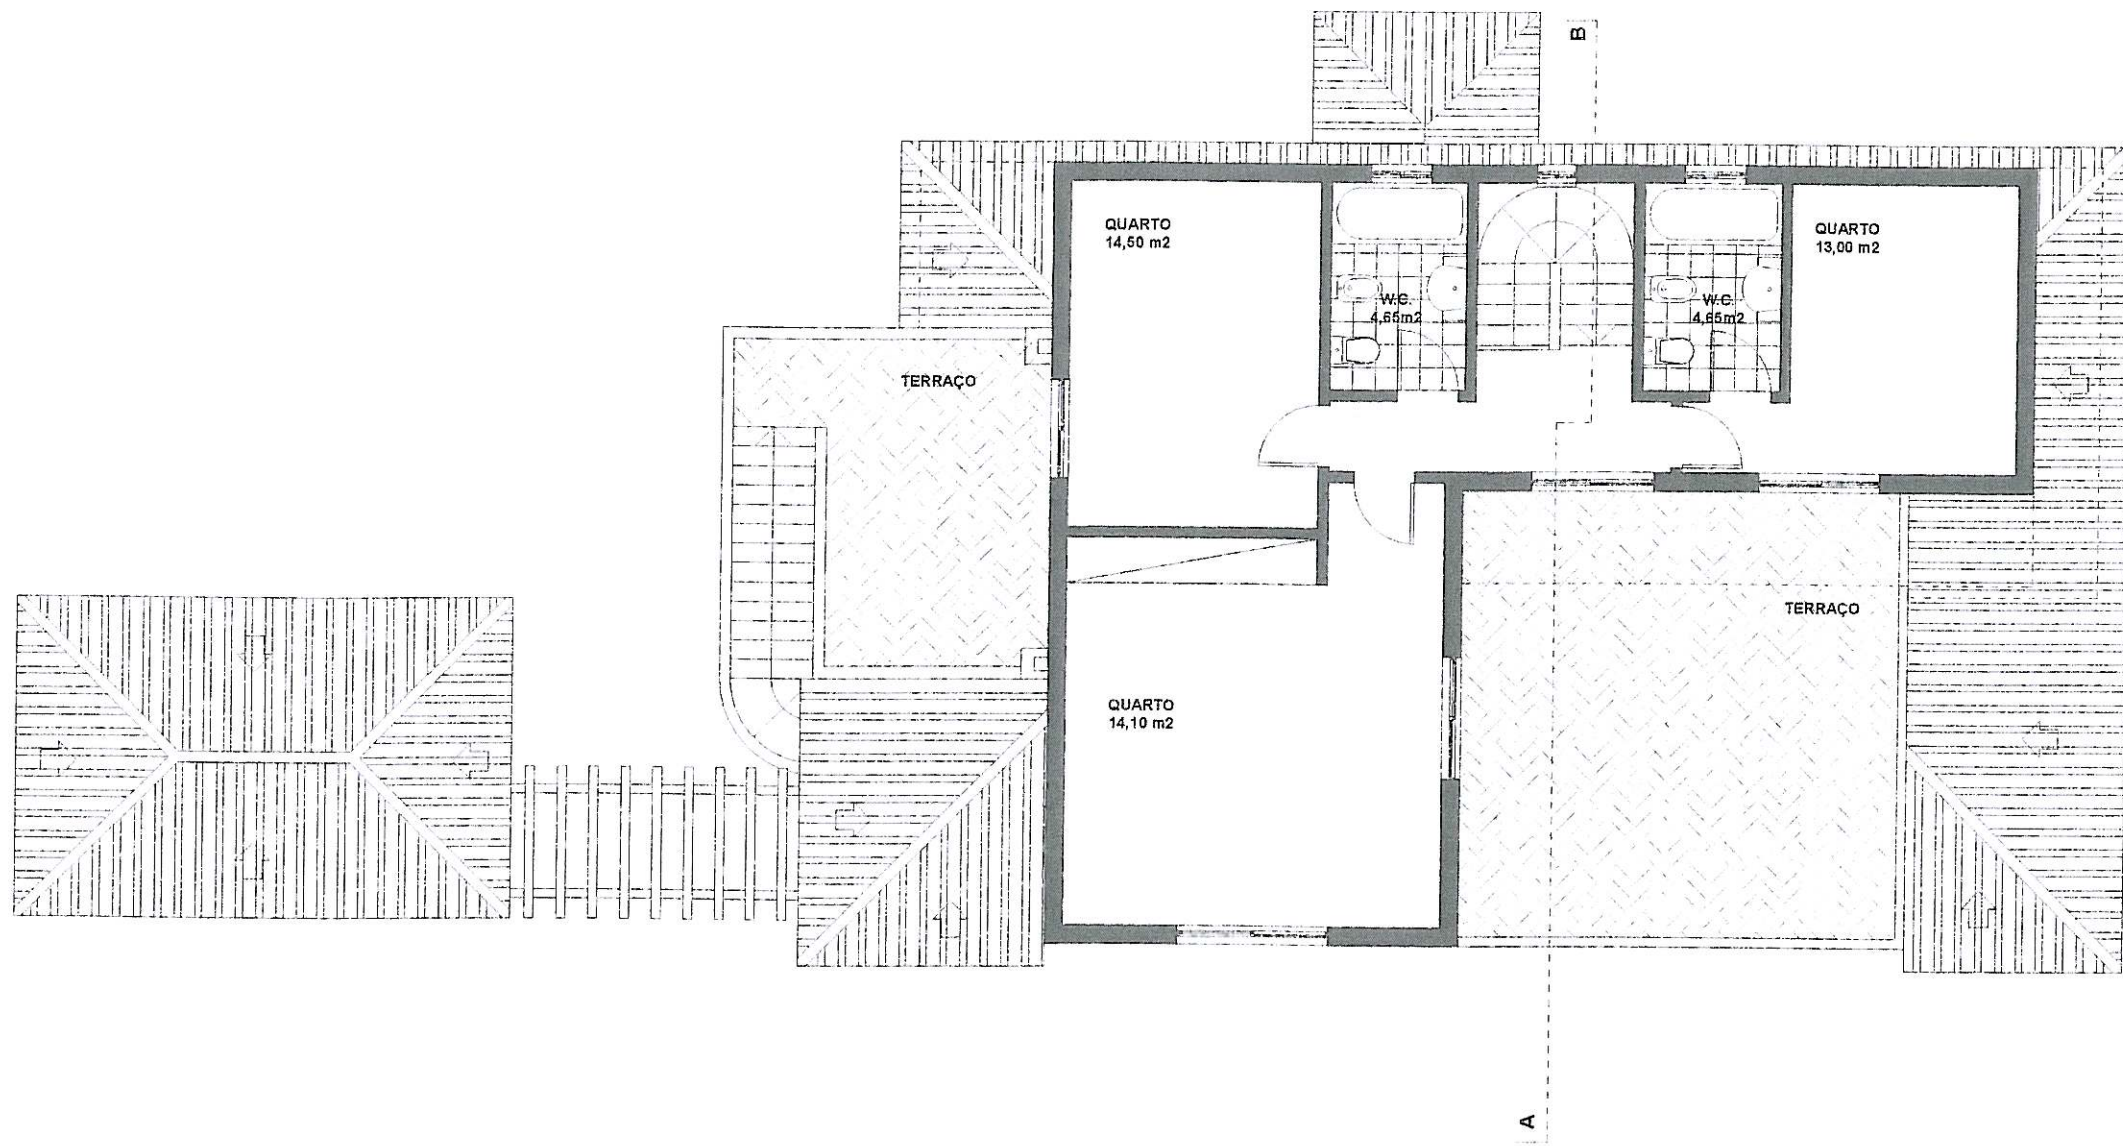 B
QUARTO
14,50 m2
W.C.
4,65m2
W.C.
4,65m2
QUARTO
13,00 m2
TERRAÇO
TERRAÇO
QUARTO
14,10 m2
A